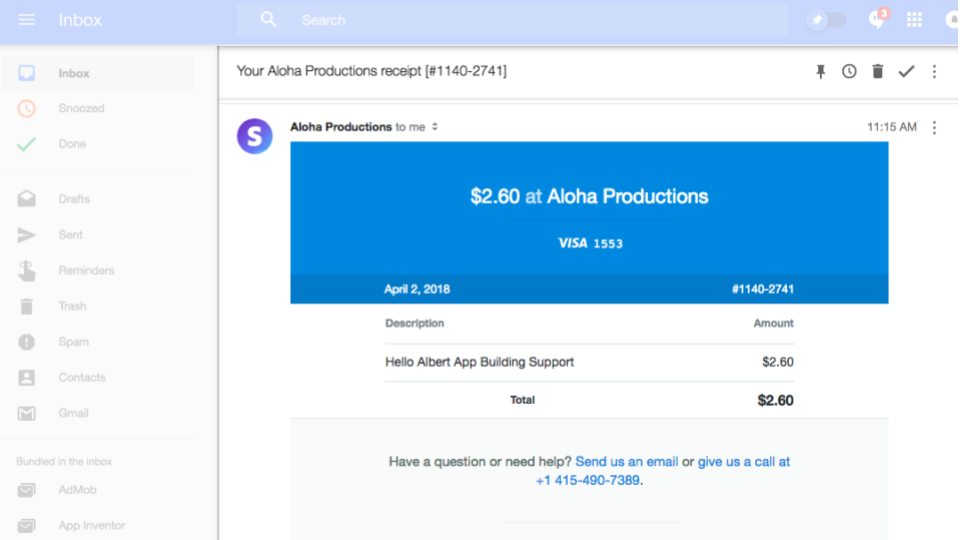 Inbox
Search
3
Inbox
Snoozed
Done
Drafts
Sent
Reminders
Trash
Spam
Contacts
Gmail
Bundled in the inbox
AdMob
App Inventor
Your Aloha Productions receipt [#1140-2741]
S
Aloha Productions to me
11:15 AM
$2.60 at Aloha Productions
VISA 1553
April 2, 2018 #1140-2741
Description Amount
Hello Albert App Building Support $2.60
Total $2.60
Have a question or need help? Send us an email or give us a call at
+1 415-490-7389.